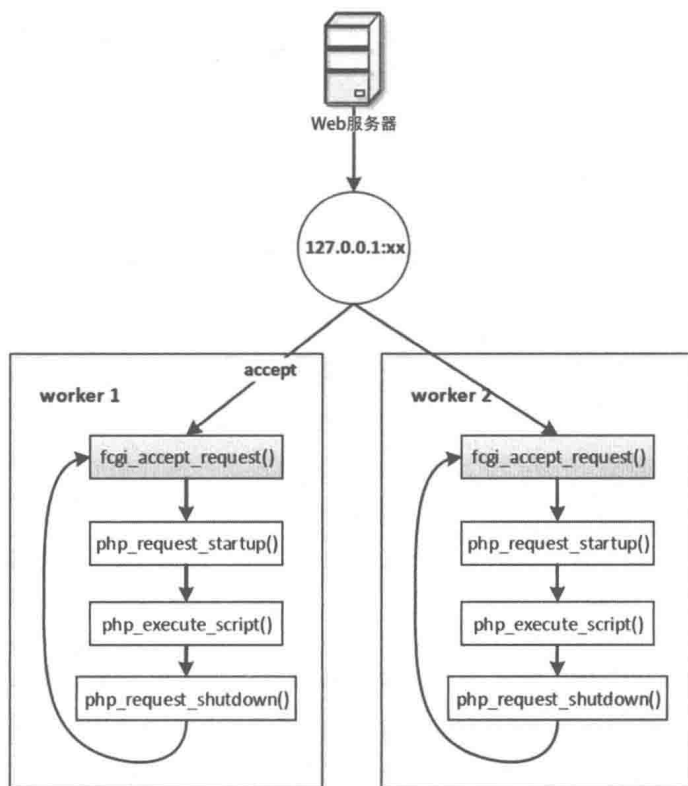 Web服务器
127.0.0.1:xx
accept
worker 1
worker 2
fcgi_accept_request()
fcgi_accept_request()
php_request_startup()
php_request_startup()
php_execute_script()
php_execute_script()
php_request_shutdown()
php_request_shutdown()